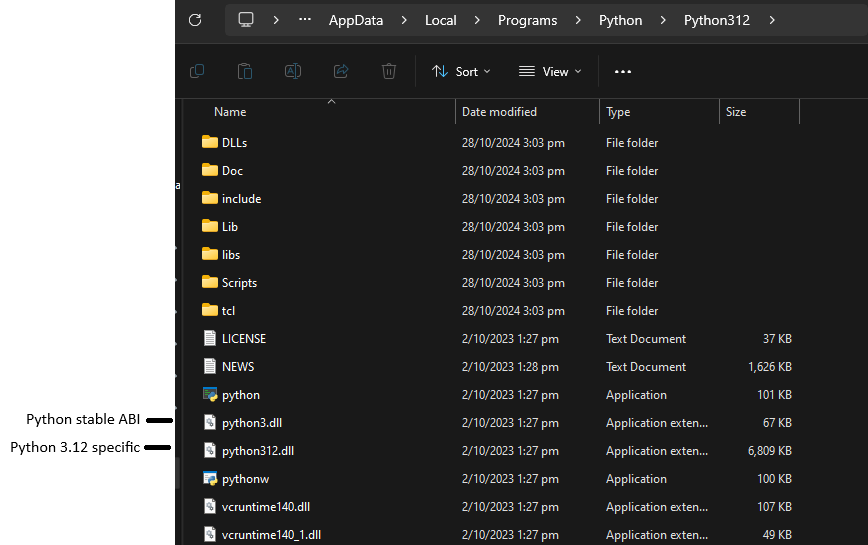 ··· AppData > Local > Programs > Python > Python312 >
Sort View ···
Name Date modified Type Size
DLLs 28/10/2024 3:03 pm File folder
Doc 28/10/2024 3:03 pm File folder
include 28/10/2024 3:03 pm File folder
Lib 28/10/2024 3:03 pm File folder
libs 28/10/2024 3:03 pm File folder
Scripts 28/10/2024 3:03 pm File folder
tcl 28/10/2024 3:03 pm File folder
LICENSE 2/10/2023 1:27 pm Text Document 37 KB
NEWS 2/10/2023 1:28 pm Text Document 1,626 KB
python 2/10/2023 1:27 pm Application 101 KB
Python stable ABI python3.dll 2/10/2023 1:27 pm Application exten... 67 KB
Python 3.12 specific python312.dll 2/10/2023 1:27 pm Application exten... 6,809 KB
pythonw 2/10/2023 1:27 pm Application 100 KB
vcruntime140.dll 2/10/2023 1:27 pm Application exten... 107 KB
vcruntime140_1.dll 2/10/2023 1:27 pm Application exten... 49 KB